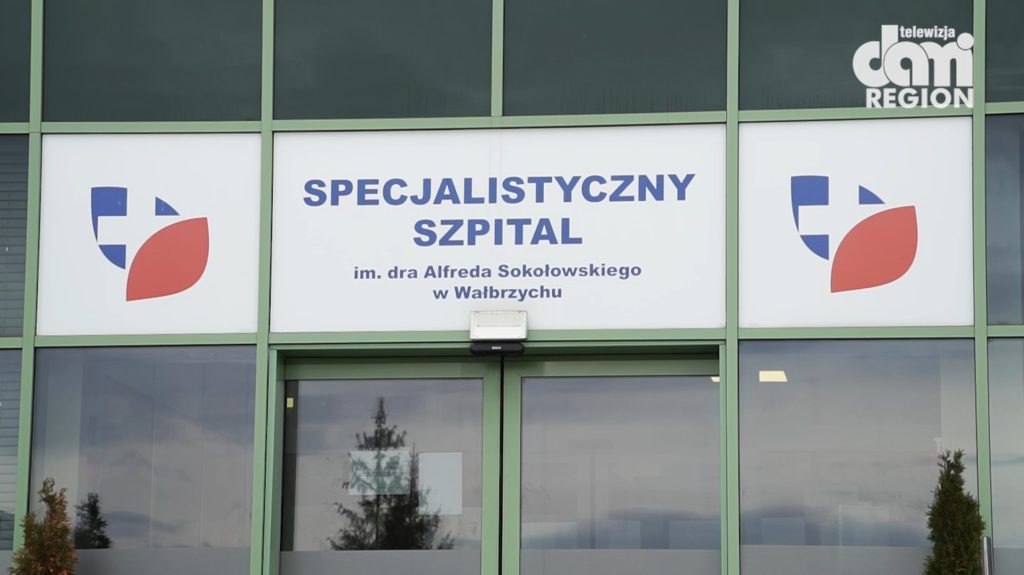 telewizja
dami
REGION
SPECJALISTYCZNY
SZPITAL
im. dra Alfreda Sokołowskiego
w Wałbrzychu